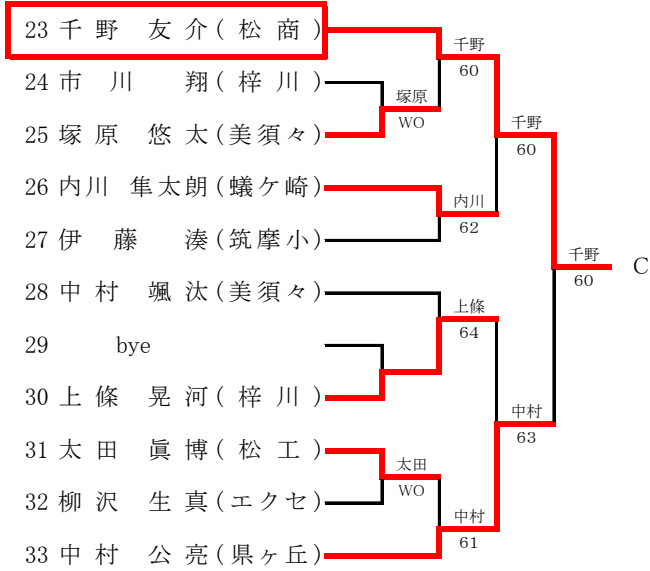 23 千野 友介(松商)
千野
60
24 市川 翔(梓川)
塚原
WO
千野
60
25 塚原 悠太(美須々)
26 内川 隼太朗(蟻ケ崎)
内川
62
27 伊藤 湊(筑摩小)
千野
60
C
28 中村 颯汰(美須々)
上條
64
29 bye
30 上條 晃河(梓川)
中村
63
31 太田 眞博(松工)
太田
WO
32 柳沢 生真(エクセ)
中村
61
33 中村 公亮(県ヶ丘)